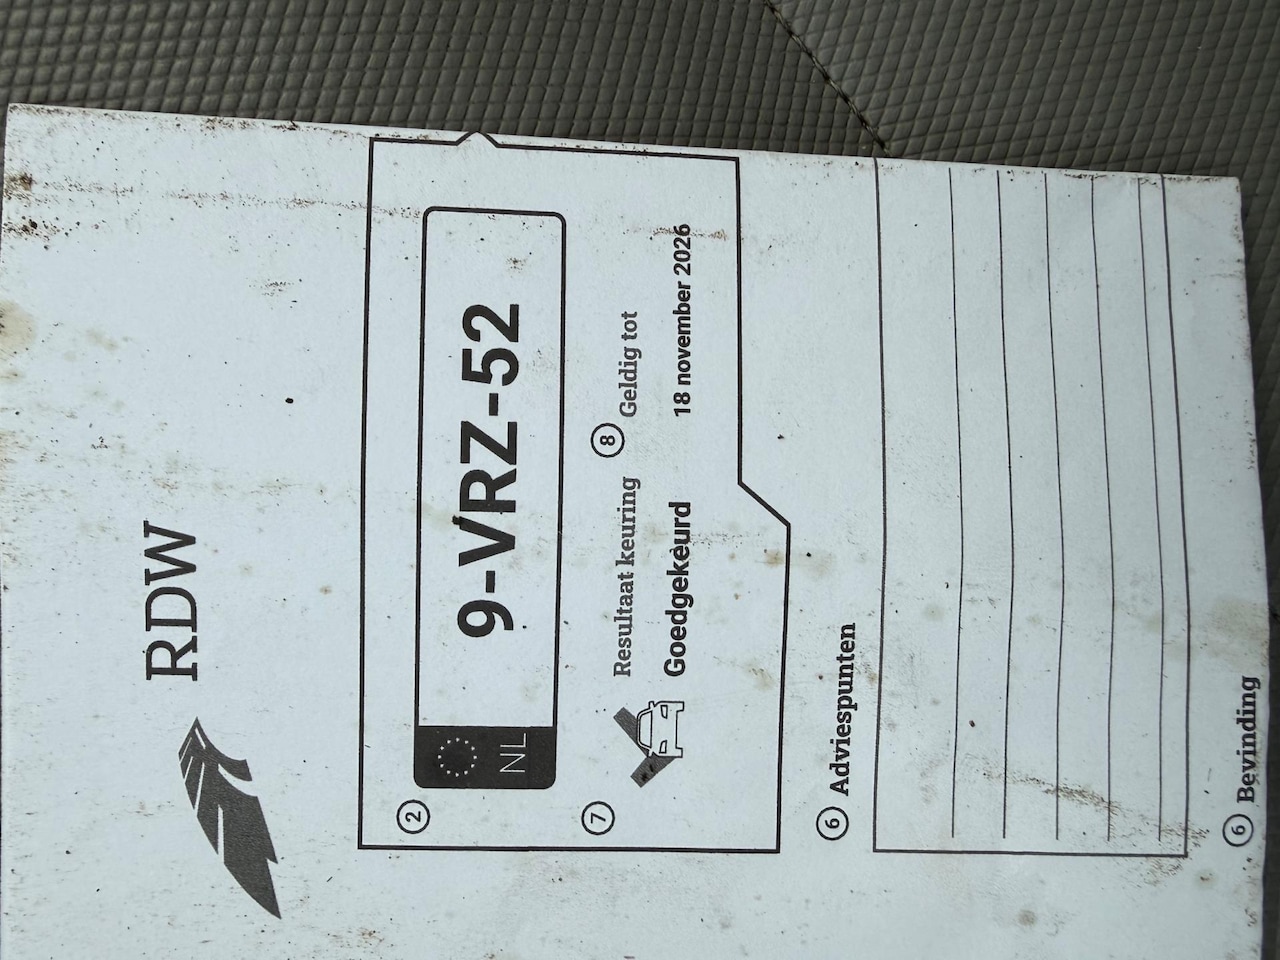 RDW
2
NL 9-VRZ-52
7 Resultaat keuring 8 Geldig tot
Goedgekeurd 18 november 2026
6 Adviespunten
6 Bevinding